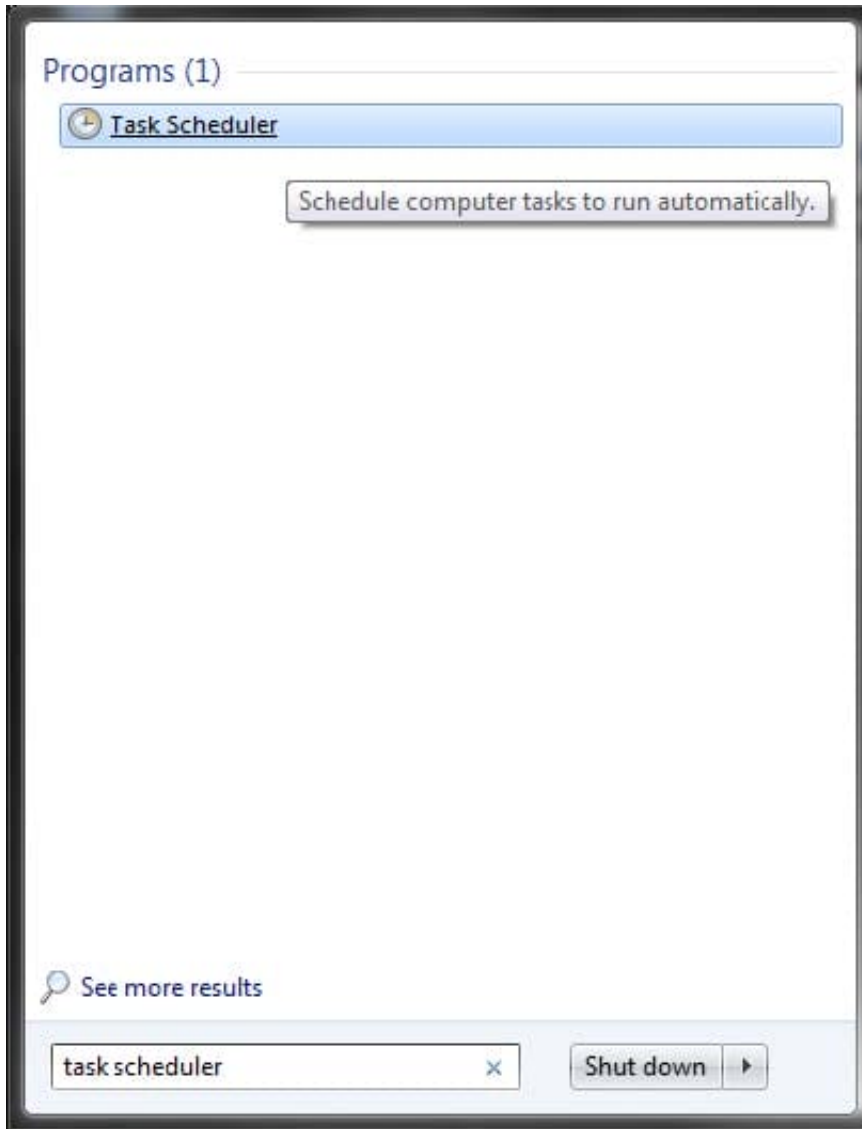 Programs (1)
Task Scheduler
Schedule computer tasks to run automatically.
See more results
task scheduler
Shut down